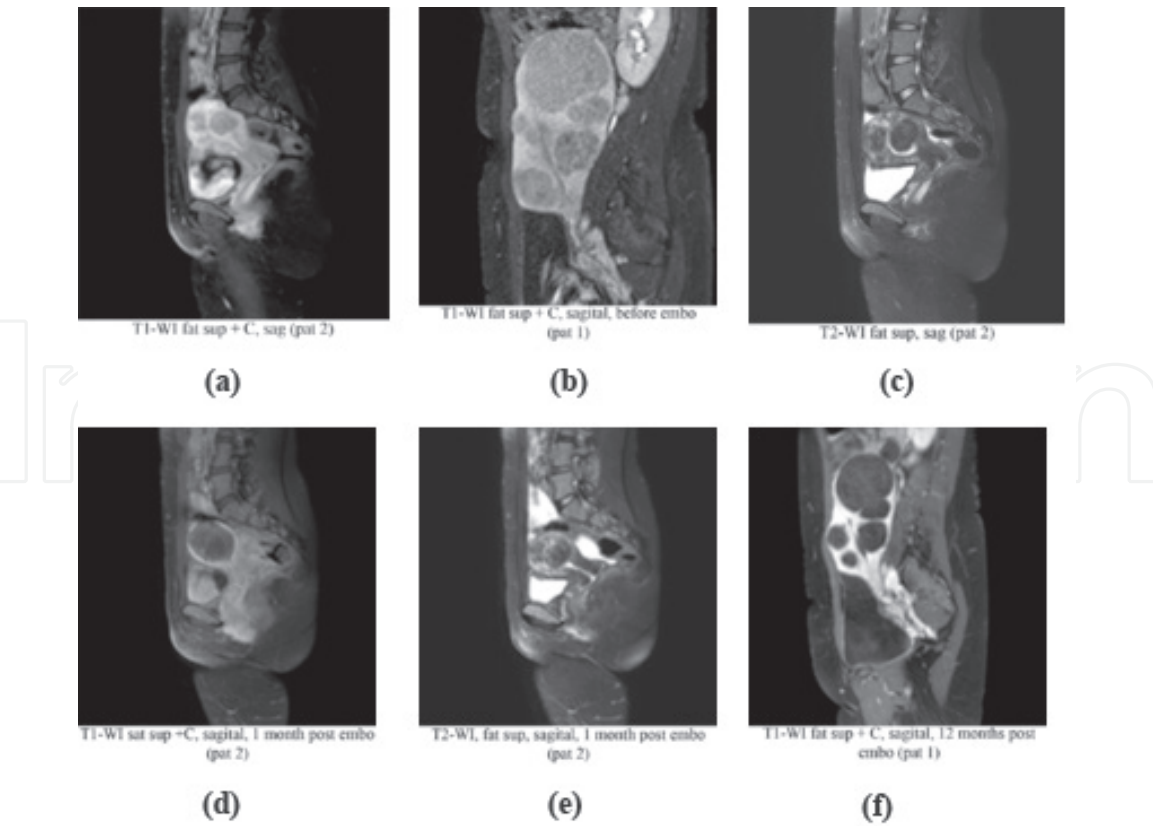 T1-WI fat sup + C, sag (pat 2)
(a)
T1-WI fat sup + C, sagital, before embo
(pat 1)
(b)
T2-WI fat sup, sag (pat 2)
(c)
T1-WI sat sup +C, sagital, 1 month post embo
(pat 2)
(d)
T2-WI, fat sup, sagital, 1 month post embo
(pat 2)
(e)
T1-WI fat sup + C, sagital, 12 months post
embo (pat 1)
(f)